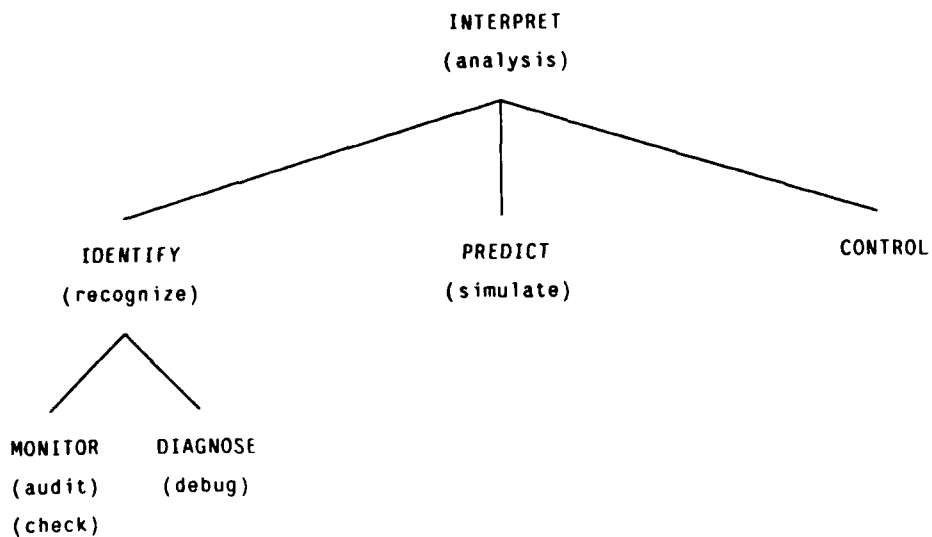 INTERPRET
(analysis)
IDENTIFY
(recognize)
PREDICT
(simulate)
CONTROL
MONITOR
(audit)
(check)
DIAGNOSE
(debug)